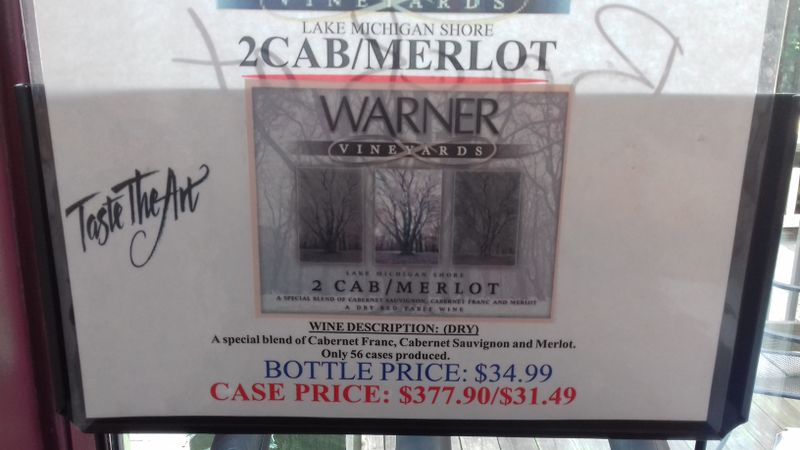 VINEYARDS
LAKE MICHIGAN SHORE
2CAB/MERLOT
WARNER
VINEYARDS
Taste The Art
LAKE MICHIGAN SHORE
2 CAB/MERLOT
A SPECIAL BLEND OF CABERNET SAUVIGNON, CABERNET FRANC AND MERLOT
A DRY RED TABLE WINE
WINE DESCRIPTION: (DRY)
A special blend of Cabernet Franc, Cabernet Sauvignon and Merlot.
Only 56 cases produced.
BOTTLE PRICE: $34.99
CASE PRICE: $377.90/$31.49